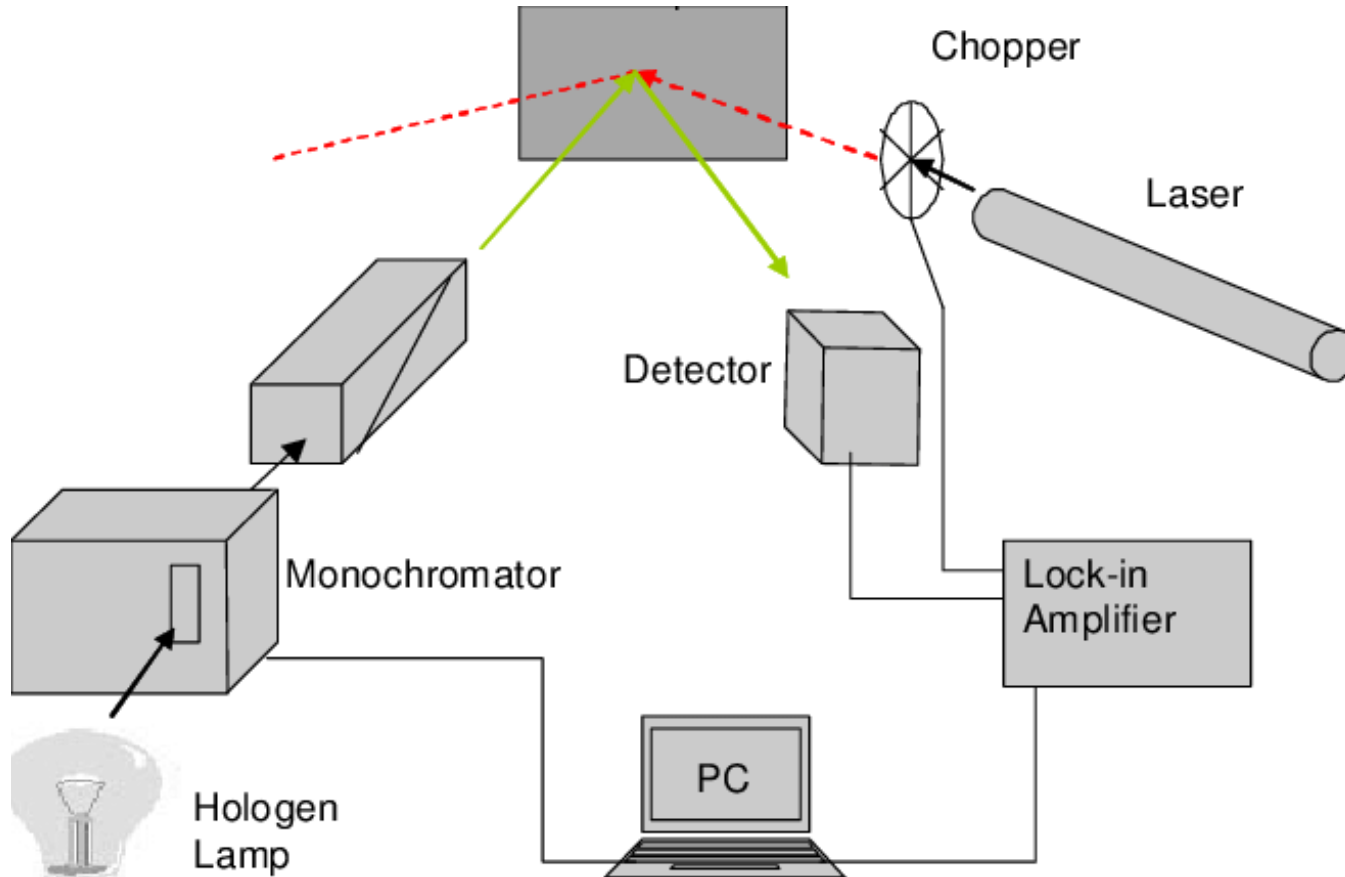 Chopper
Laser
Detector
Monochromator
Lock-in
Amplifier
PC
Hologen
Lamp